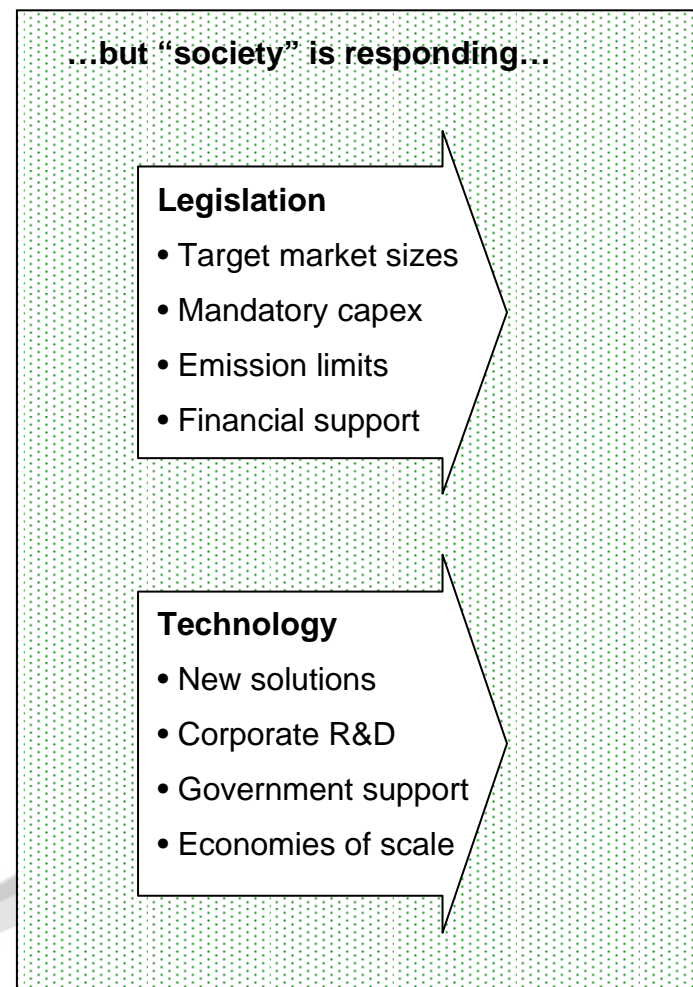 …but “society” is responding…
Legislation
• Target market sizes
• Mandatory capex
• Emission limits
• Financial support
Technology
• New solutions
• Corporate R&D
• Government support
• Economies of scale